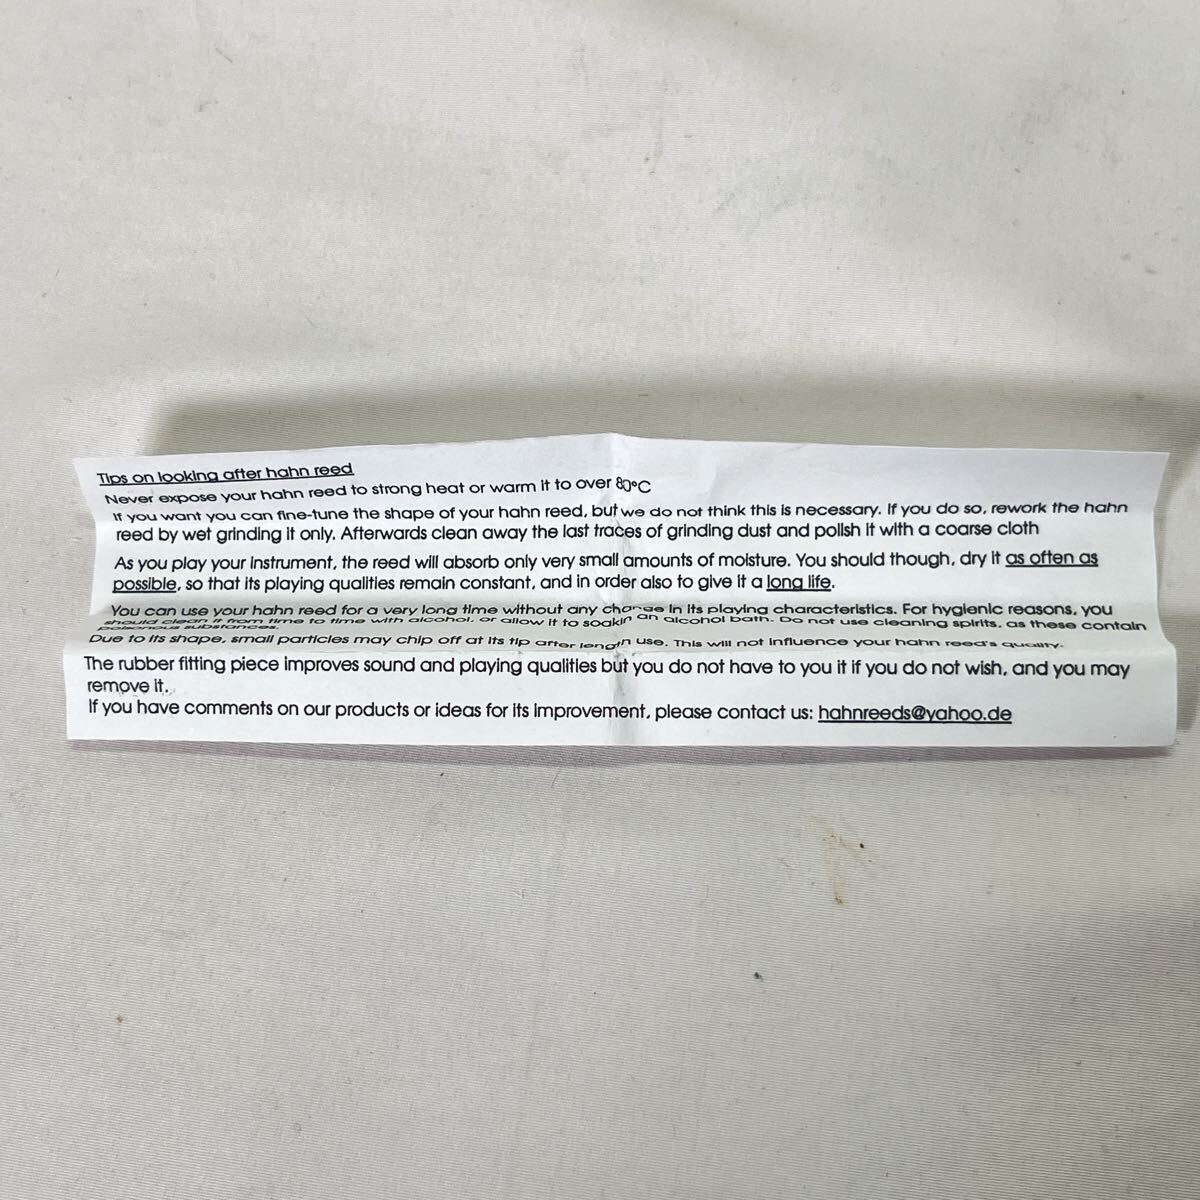 Tips on looking after hahn reed
Never expose your hahn reed to strong heat or warm it to over 80°C
If you want you can fine-tune the shape of your hahn reed, but we do not think this is necessary. If you do so, rework the hahn
reed by wet grinding it only. Afterwards clean away the last traces of grinding dust and polish it with a coarse cloth
As you play your instrument, the reed will absorb only very small amounts of moisture. You should though, dry it as often as
possible, so that its playing qualities remain constant, and in order also to give it a long life.
You can use your hahn reed for a very long time without any change in its playing characteristics. For hygienic reasons, you
should clean it from time to time with alcohol, or allow it to soak in an alcohol bath. Do not use cleaning spirits, as these contain
poisonous substances.
Due to its shape, small particles may chip off at its tip after length use. This will not influence your hahn reed's quality.
The rubber fitting piece improves sound and playing qualities but you do not have to you it if you do not wish, and you may
remove it.
If you have comments on our products or ideas for its improvement, please contact us: hahnreeds@yahoo.de